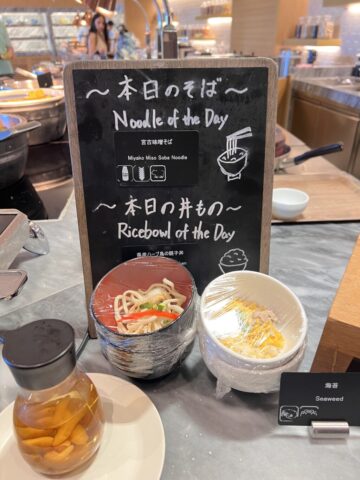 ～本日のそば～
Noodle of the Day
宮古味噌そば
Miyako Miso Soba Noodle
～本日の丼もの～
Ricebowl of the Day
海苔
Seaweed